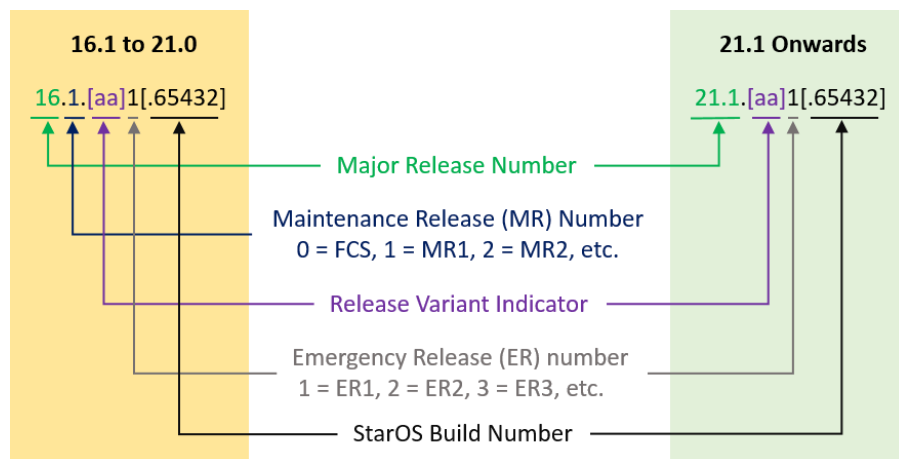 16.1 to 21.0
21.1 Onwards
16.1.[aa]1[.65432]
21.1.[aa]1[.65432]
Major Release Number
Maintenance Release (MR) Number
0 = FCS, 1 = MR1, 2 = MR2, etc.
Release Variant Indicator
Emergency Release (ER) number
1 = ER1, 2 = ER2, 3 = ER3, etc.
StarOS Build Number